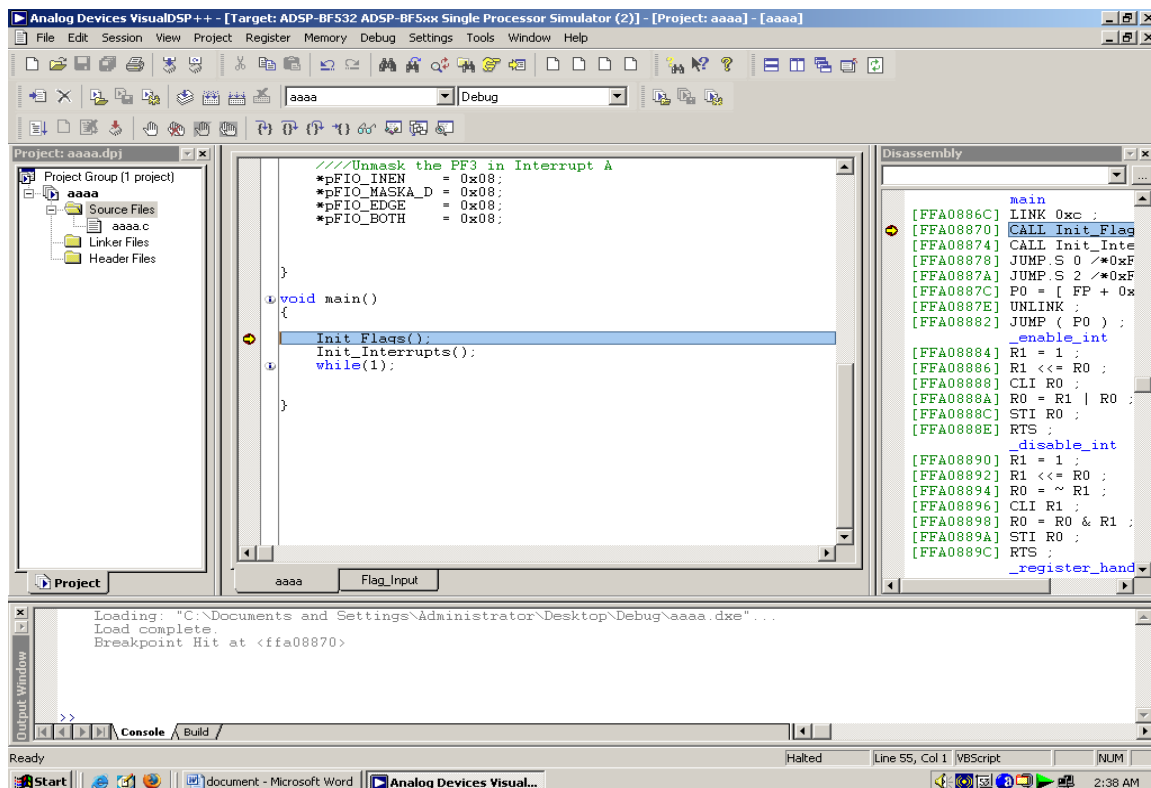 Analog Devices VisualDSP++ - [Target: ADSP-BF532 ADSP-BF5xx Single Processor Simulator (2)] - [Project: aaaa] - [aaaa]
File Edit Session View Project Register Memory Debug Settings Tools Window Help
aaaa Debug
Project: aaaa.dpj
Project Group (1 project)
aaaa
Source Files
aaaa.c
Linker Files
Header Files
Project
////Unmask the PF3 in Interrupt A
*pFIO_INEN = 0x08;
*pFIO_MASKA_D = 0x08;
*pFIO_EDGE = 0x08;
*pFIO_BOTH = 0x08;
}
void main()
{
Init_Flags();
Init_Interrupts();
while(1);
}
aaaa Flag_Input
Disassembly
...
main
[FFA0886C] LINK 0xc ;
[FFA08870] CALL Init_Flag
[FFA08874] CALL Init_Inte
[FFA08878] JUMP.S 0 /*0xF
[FFA0887A] JUMP.S 2 /*0xF
[FFA0887C] P0 = [ FP + 0x
[FFA0887E] UNLINK ;
[FFA08882] JUMP ( P0 ) ;
_enable_int
[FFA08884] R1 = 1 ;
[FFA08886] R1 <<= R0 ;
[FFA08888] CLI R0 ;
[FFA0888A] R0 = R1 | R0 ;
[FFA0888C] STI R0 ;
[FFA0888E] RTS ;
_disable_int
[FFA08890] R1 = 1 ;
[FFA08892] R1 <<= R0 ;
[FFA08894] R0 = ~ R1 ;
[FFA08896] CLI R1 ;
[FFA08898] R0 = R0 & R1 ;
[FFA0889A] STI R0 ;
[FFA0889C] RTS ;
_register_hand
Output Window
Loading: "C:\Documents and Settings\Administrator\Desktop\Debug\aaaa.dxe"...
Load complete.
Breakpoint Hit at <ffa08870>
>>
Console Build
Ready Halted Line 55, Col 1 VBScript NUM
Start document - Microsoft Word Analog Devices Visual... 2:38 AM